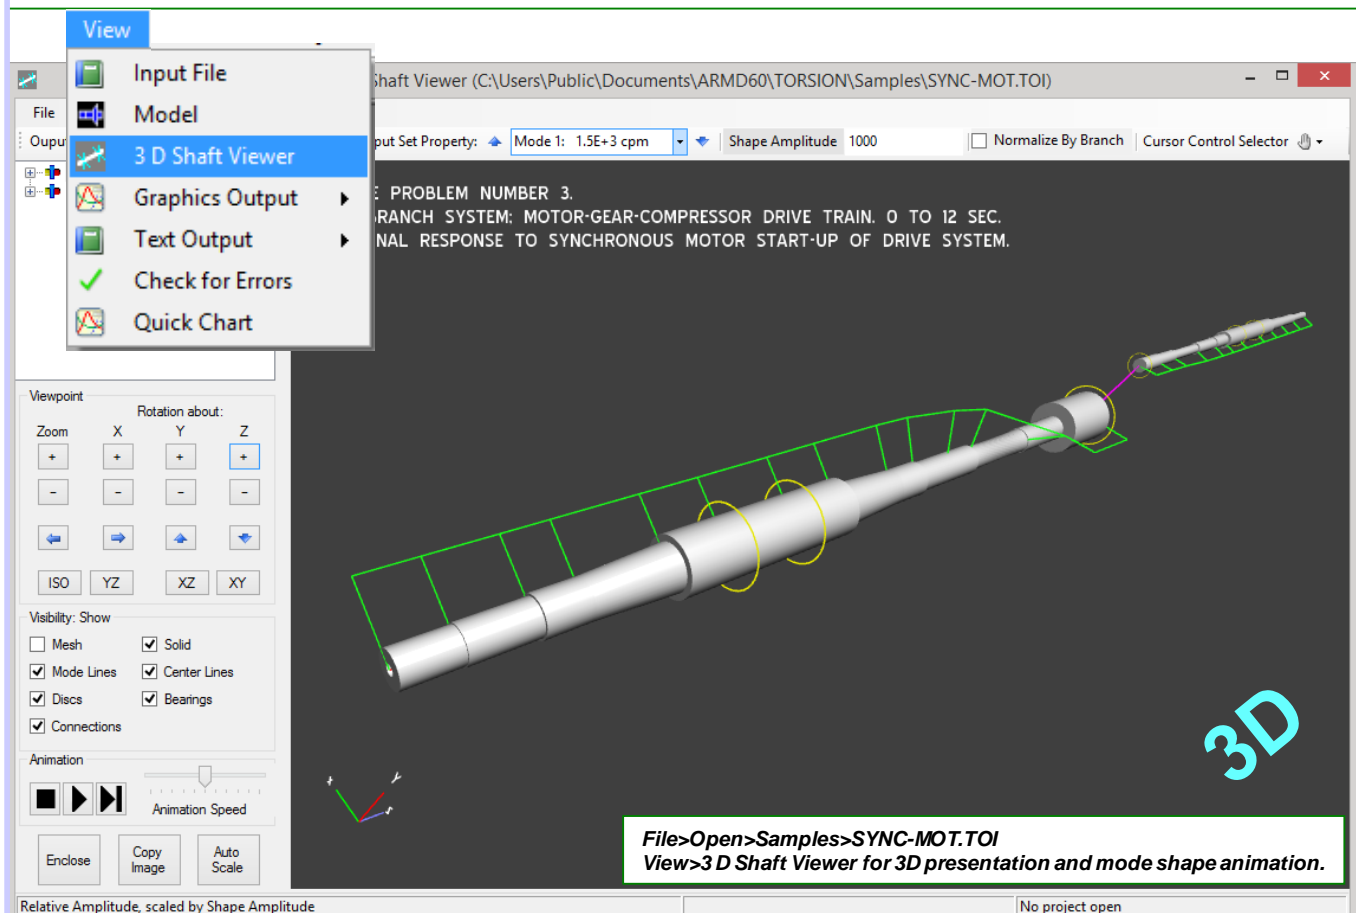 View
Input File
Model
3 D Shaft Viewer
Graphics Output
Text Output
Check for Errors
Quick Chart
Shaft Viewer (C:\Users\Public\Documents\ARMD60\TORSION\Samples\SYNC-MOT.TOI)
File
Set Property: Mode 1: 1.5E+3 cpm Shape Amplitude 1000 Normalize By Branch Cursor Control Selector
PROBLEM NUMBER 3.
SYSTEM: MOTOR-GEAR-COMPRESSOR DRIVE TRAIN. 0 TO 12 SEC.
RESPONSE TO SYNCHRONOUS MOTOR START-UP OF DRIVE SYSTEM.
Viewpoint
Rotation about:
Zoom X Y Z
+ + + +
- - - -
ISO YZ XZ XY
Visibility: Show
Mesh Solid
Mode Lines Center Lines
Discs Bearings
Connections
Animation
Animation Speed
Enclose Copy Image Auto Scale
3D
File>Open>Samples>SYNC-MOT.TOI
View>3 D Shaft Viewer for 3D presentation and mode shape animation.
Relative Amplitude, scaled by Shape Amplitude No project open